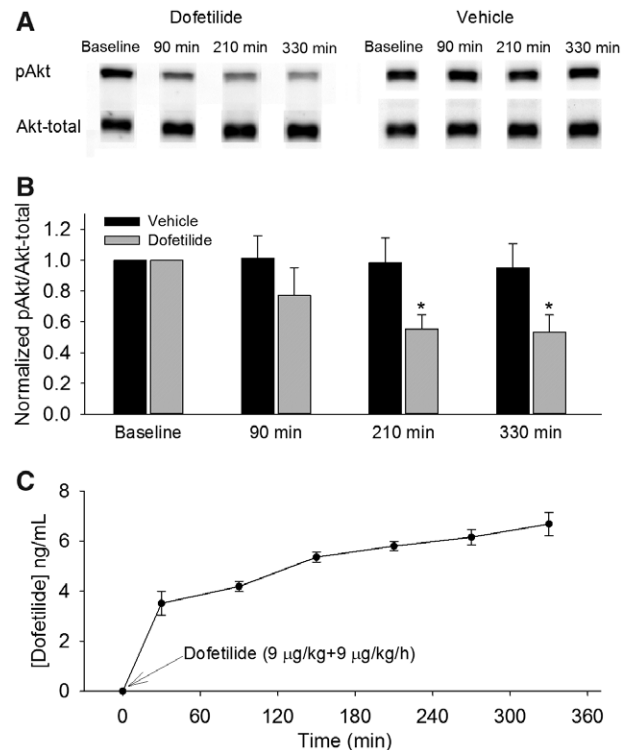 A
Dofetilide Vehicle
Baseline 90 min 210 min 330 min Baseline 90 min 210 min 330 min
pAkt
Akt-total
B
Normalized pAkt/Akt-total
1.2
1.0
0.8
0.6
0.4
0.2
0.0
Vehicle
Dofetilide
* *
Baseline 90 min 210 min 330 min
C
[Dofetilide] ng/mL
8
6
4
2
0
Dofetilide (9 μg/kg+9 μg/kg/h)
0 60 120 180 240 300 360
Time (min)